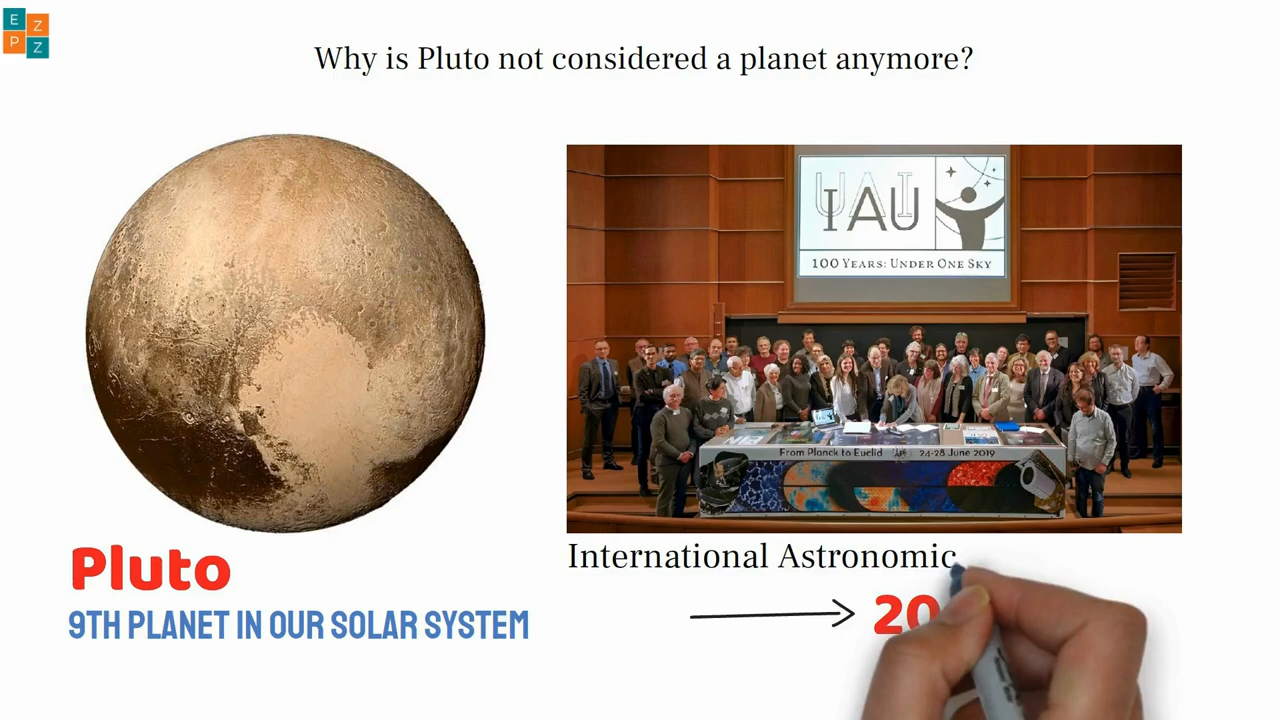 E Z
P Z
Why is Pluto not considered a planet anymore?
UAI
IAU
100 YEARS: UNDER ONE SKY
From Planck to Euclid 24-28 June 2019
Pluto
9TH PLANET IN OUR SOLAR SYSTEM
International Astronomic
20